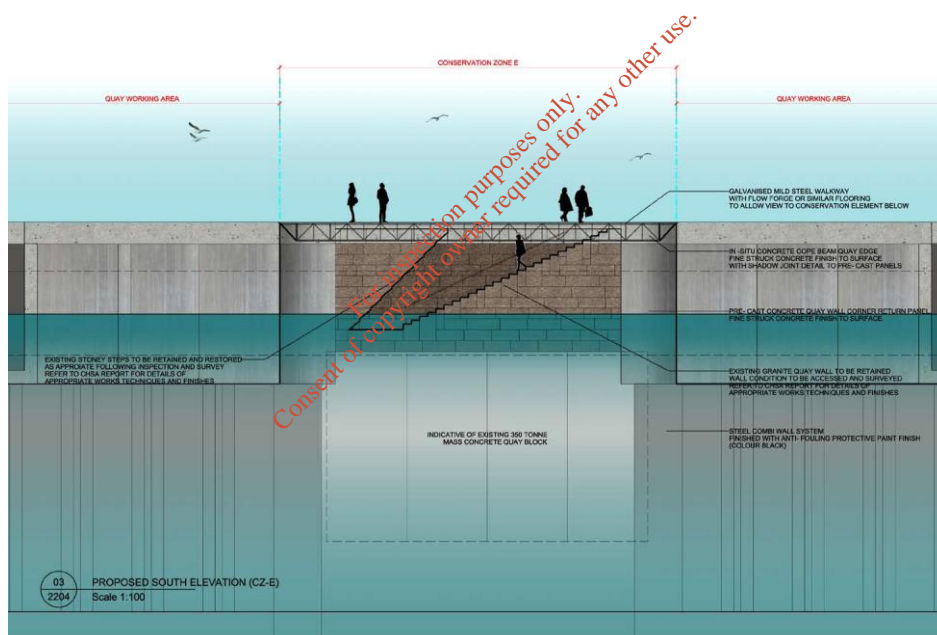 CONSERVATION ZONE E
QUAY WORKING AREA
QUAY WORKING AREA
For inspection purposes only.
Consent of copyright owner required for any other use.
GALVANISED MILD STEEL WALKWAY
WITH FLOW FORGE OR SIMILAR FLOORING
TO ALLOW VIEW TO CONSERVATION ELEMENT BELOW
IN -SITU CONCRETE COPE BEAM QUAY EDGE
FINE STRUCK CONCRETE FINISH TO SURFACE
WITH SHADOW JOINT DETAIL TO PRE- CAST PANELS
PRE- CAST CONCRETE QUAY WALL CORNER RETURN PANEL
FINE STRUCK CONCRETE FINISH TO SURFACE
EXISTING STONEY STEPS TO BE RETAINED AND RESTORED
AS APPROIATE FOLLOWING INSPECTION AND SURVEY
REFER TO CHSA REPORT FOR DETAILS OF
APPROPRIATE WORKS TECHNIQUES AND FINISHES
EXISTING GRANITE QUAY WALL TO BE RETAINED
WALL CONDITION TO BE ACCESSED AND SURVEYED
REFER TO CHSA REPORT FOR DETAILS OF
APPROPRIATE WORKS TECHNIQUES AND FINISHES
INDICATIVE OF EXISTING 350 TONNE
MASS CONCRETE QUAY BLOCK
STEEL COMBI WALL SYSTEM
FINISHED WITH ANTI- FOULING PROTECTIVE PAINT FINISH
(COLOUR BLACK)
03
2204
PROPOSED SOUTH ELEVATION (CZ-E)
Scale 1:100